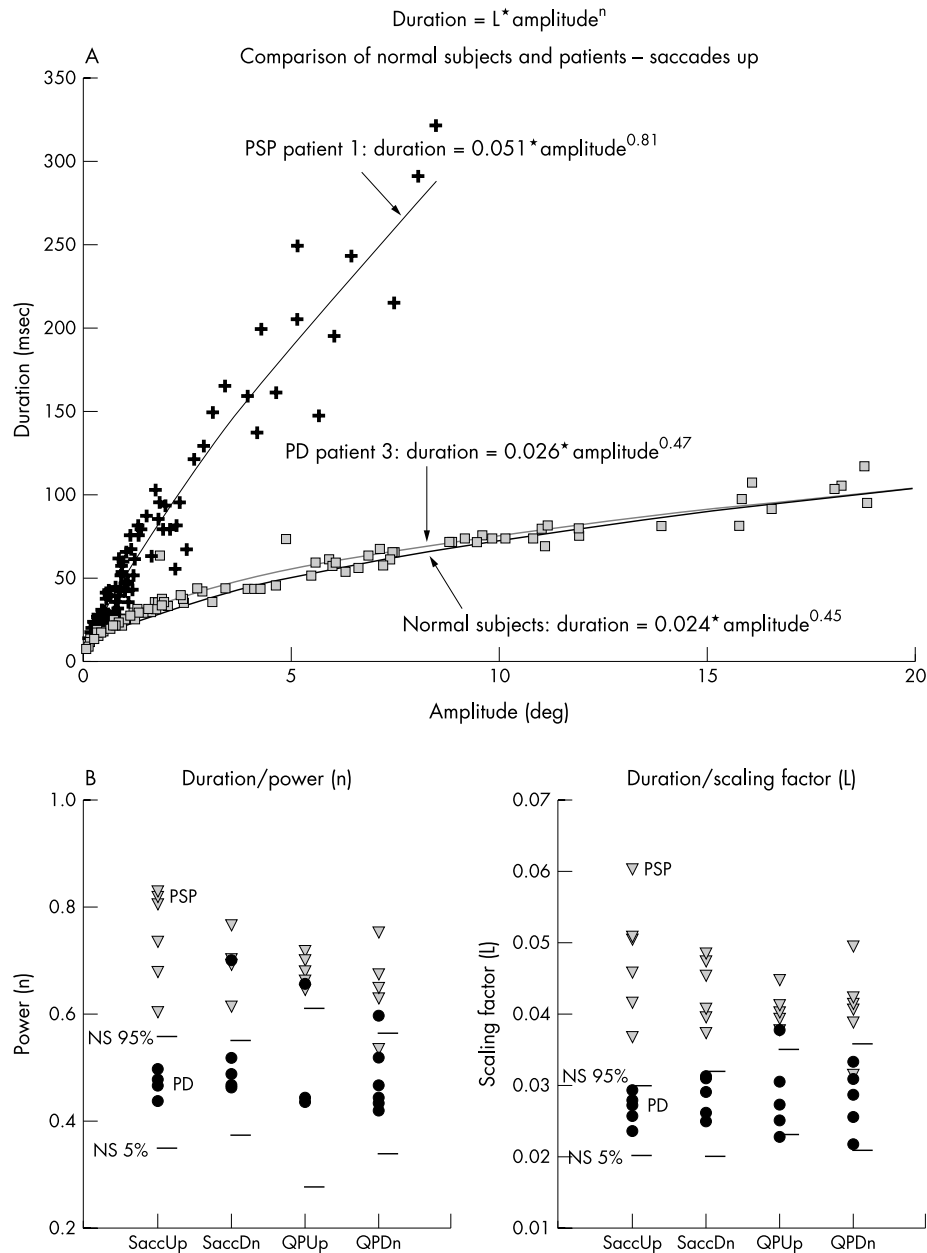 Duration = L* amplitude^n
A
Comparison of normal subjects and patients – saccades up
350
300
250
200
150
100
50
0
Duration (msec)
PSP patient 1: duration = 0.051* amplitude^0.81
PD patient 3: duration = 0.026* amplitude^0.47
Normal subjects: duration = 0.024* amplitude^0.45
0 5 10 15 20
Amplitude (deg)
B
Duration/power (n)
1.0
0.8
0.6
0.4
0.2
Power (n)
PSP
NS 95%
PD
NS 5%
SaccUp SaccDn QPUp QPDn
Duration/scaling factor (L)
0.07
0.06
0.05
0.04
0.03
0.02
0.01
Scaling factor (L)
PSP
NS 95%
PD
NS 5%
SaccUp SaccDn QPUp QPDn